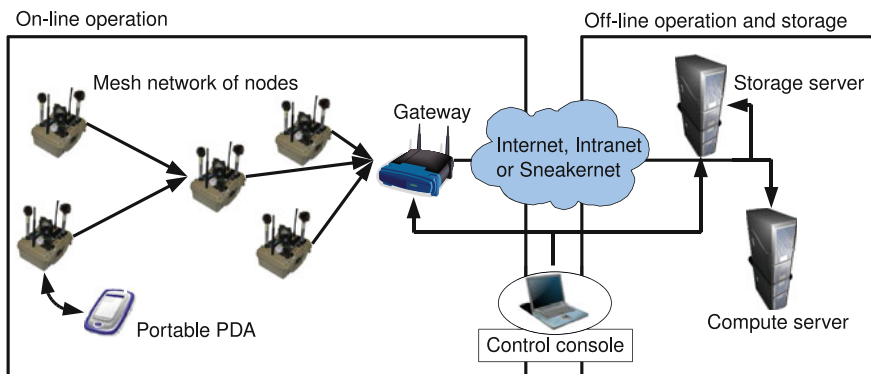 On-line operation
Off-line operation and storage
Mesh network of nodes
Storage server
Gateway
Internet, Intranet
or Sneakernet
Portable PDA
Control console
Compute server